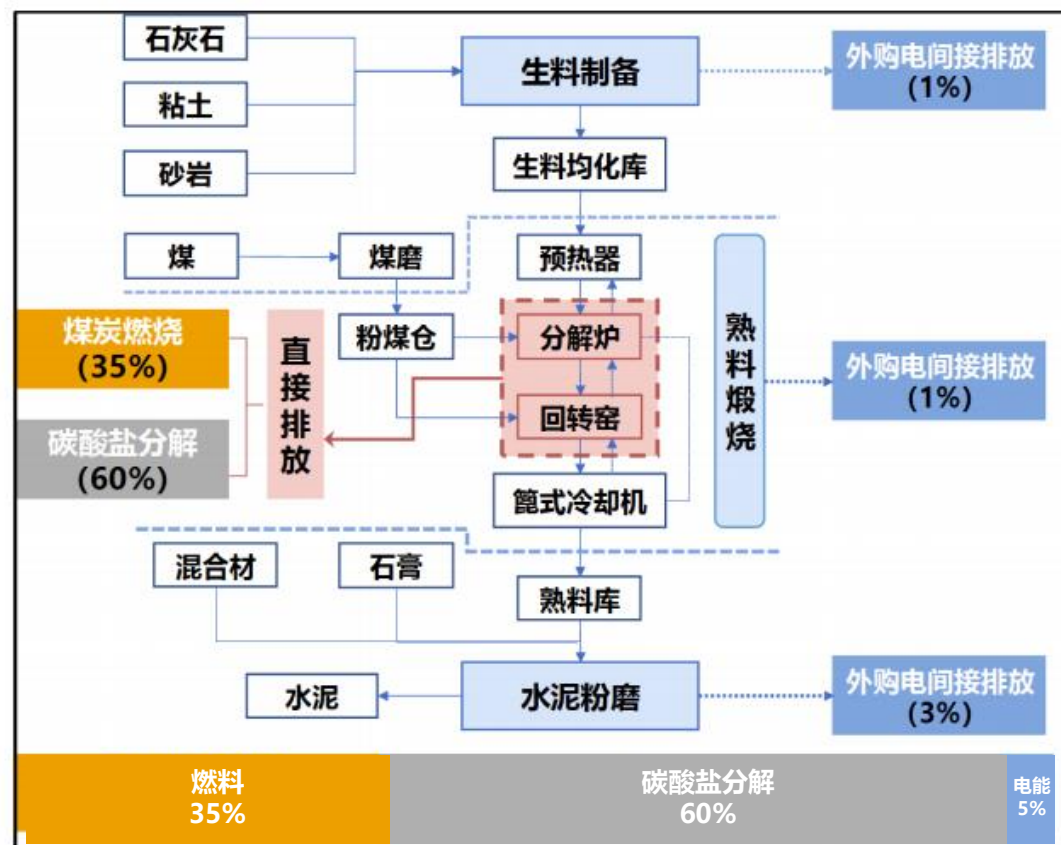 石灰石
生料制备
外购电间接排放
(1%)
粘土
砂岩
生料均化库
煤
煤磨
预热器
熟料煅烧
煤炭燃烧
(35%)
直接排放
粉煤仓
分解炉
外购电间接排放
(1%)
回转窑
碳酸盐分解
(60%)
篦式冷却机
混合材
石膏
熟料库
水泥
水泥粉磨
外购电间接排放
(3%)
燃料
35%
碳酸盐分解
60%
电能
5%